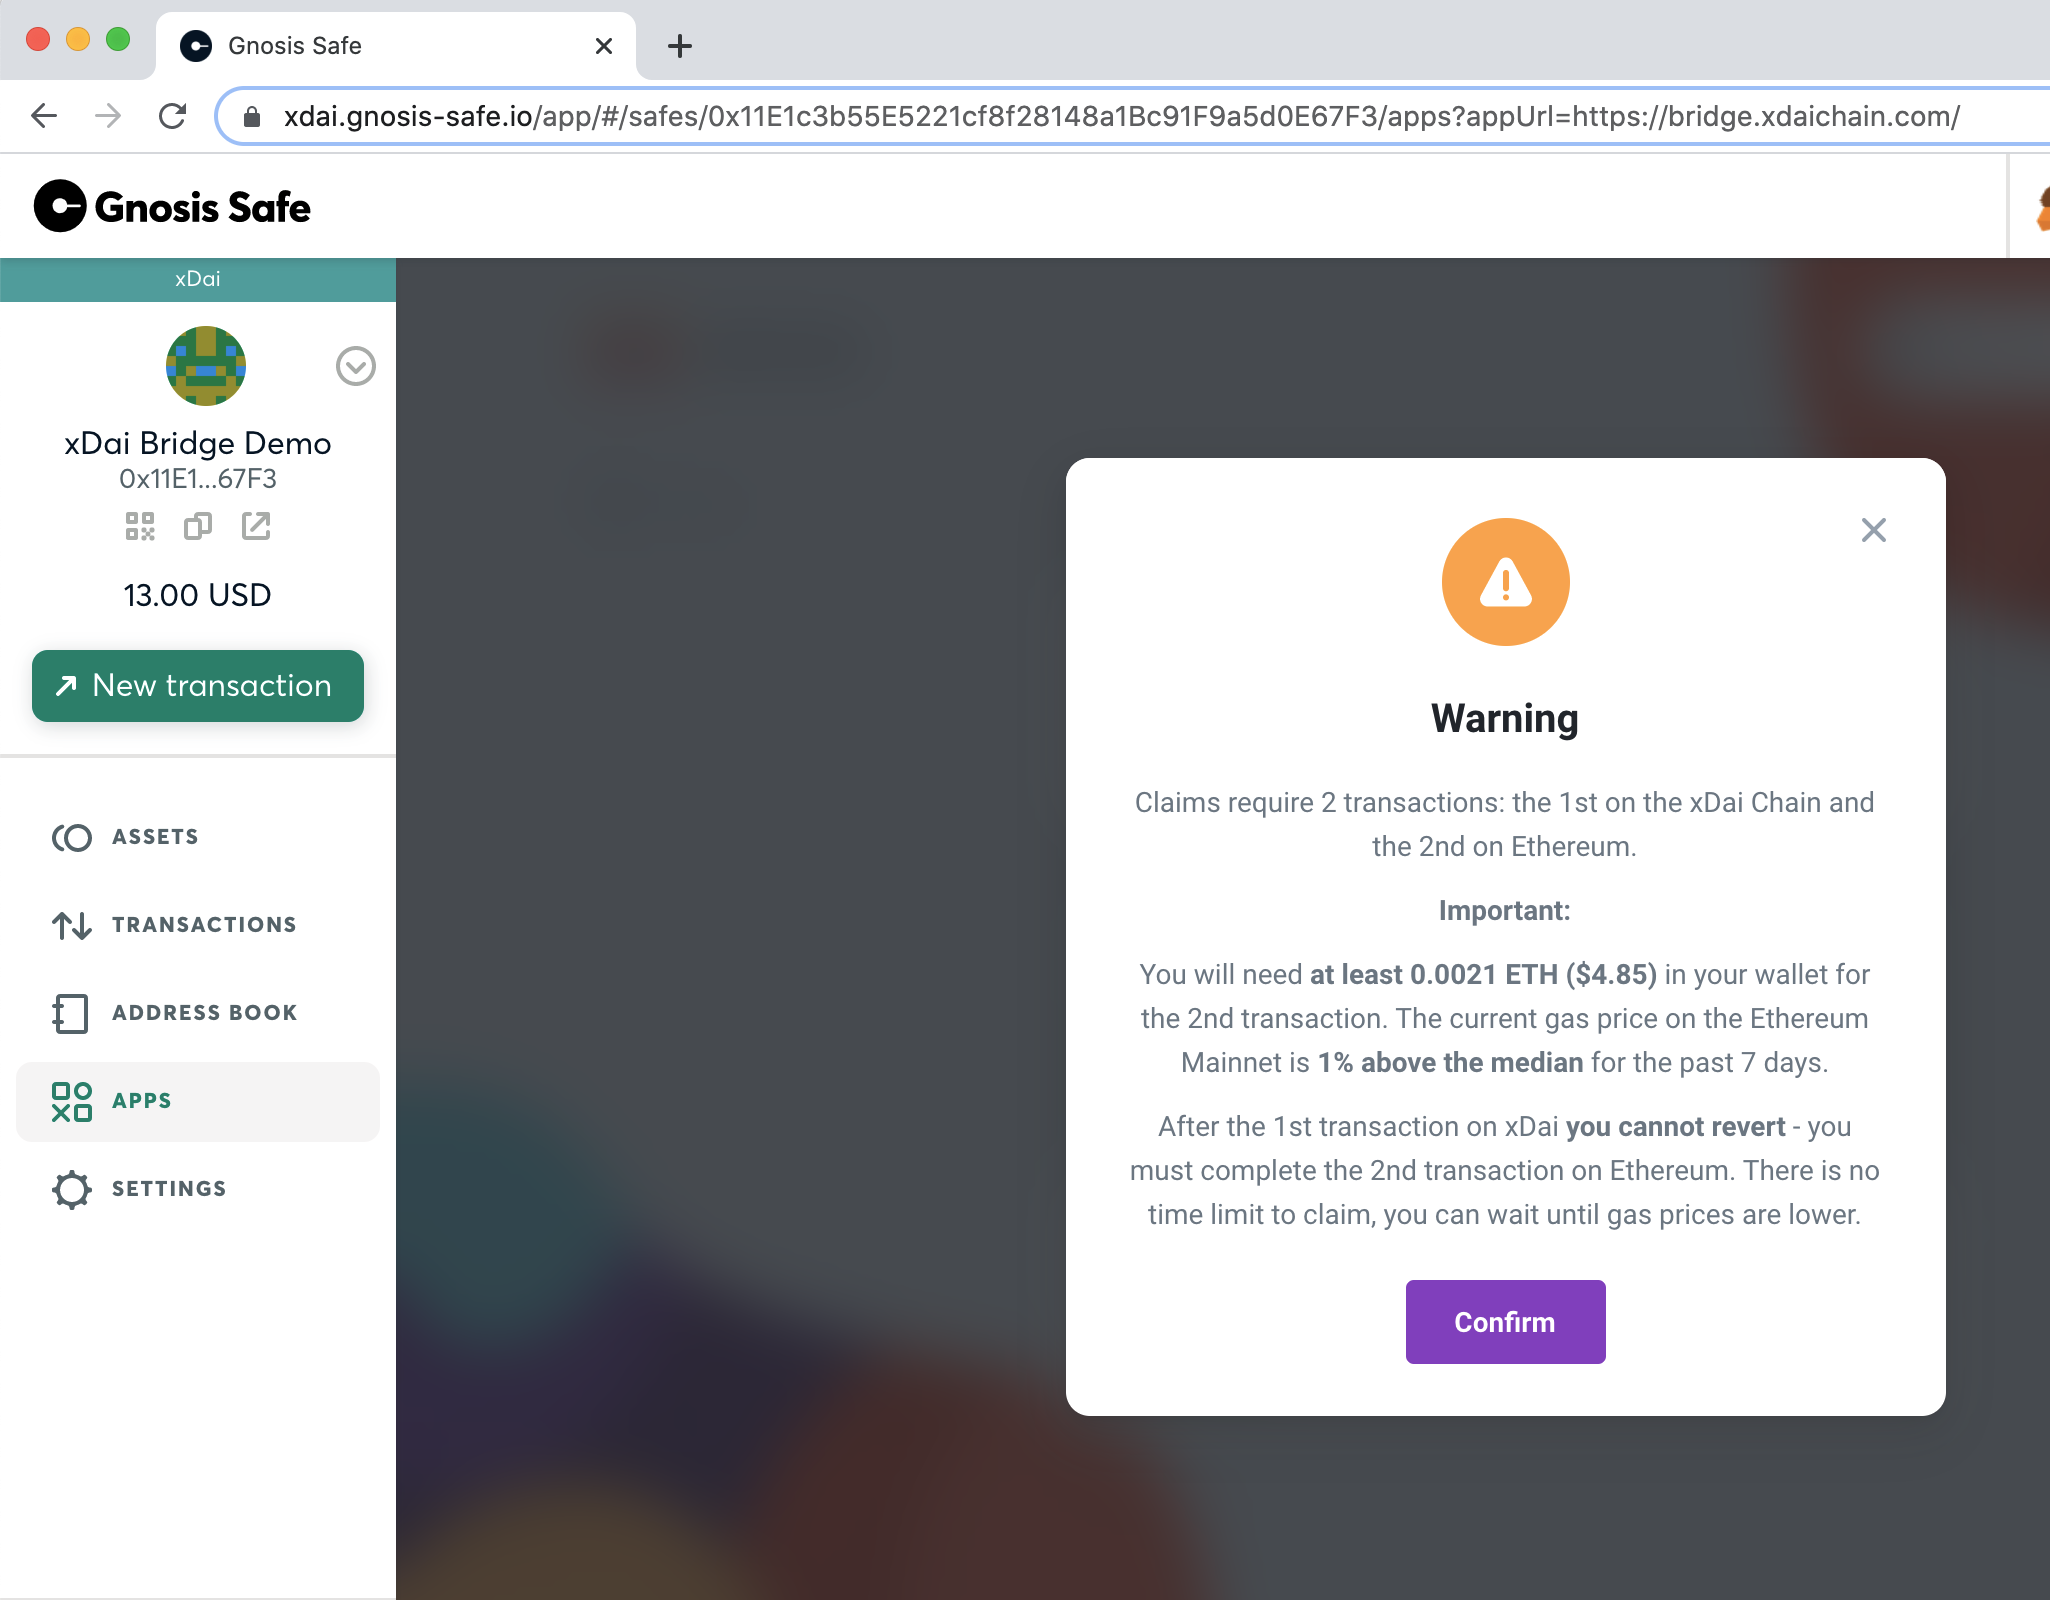 Gnosis Safe
xdai.gnosis-safe.io/app/#/safes/0x11E1c3b55E5221cf8f28148a1Bc91F9a5d0E67F3/apps?appUrl=https://bridge.xdaichain.com/
Gnosis Safe
xDai
xDai Bridge Demo
0x11E1...67F3
13.00 USD
New transaction
ASSETS
TRANSACTIONS
ADDRESS BOOK
APPS
SETTINGS
Warning
Claims require 2 transactions: the 1st on the xDai Chain and
the 2nd on Ethereum.
Important:
You will need at least 0.0021 ETH ($4.85) in your wallet for
the 2nd transaction. The current gas price on the Ethereum
Mainnet is 1% above the median for the past 7 days.
After the 1st transaction on xDai you cannot revert - you
must complete the 2nd transaction on Ethereum. There is no
time limit to claim, you can wait until gas prices are lower.
Confirm